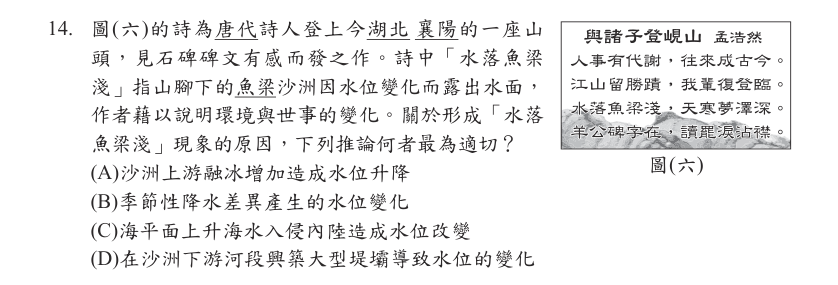 14. 圖(六)的詩為唐代詩人登上今湖北 襄陽的一座山
頭，見石碑碑文有感而發之作。詩中「水落魚梁
淺」指山腳下的魚梁沙洲因水位變化而露出水面，
作者藉以說明環境與世事的變化。關於形成「水落
魚梁淺」現象的原因，下列推論何者最為適切？
(A)沙洲上游融冰增加造成水位升降
(B)季節性降水差異產生的水位變化
(C)海平面上升海水入侵內陸造成水位改變
(D)在沙洲下游河段興築大型堤壩導致水位的變化
與諸子登峴山 孟浩然
人事有代謝，往來成古今。
江山留勝蹟，我輩復登臨。
水落魚梁淺，天寒夢澤深。
羊公碑字在，讀罷淚沾襟。
圖(六)